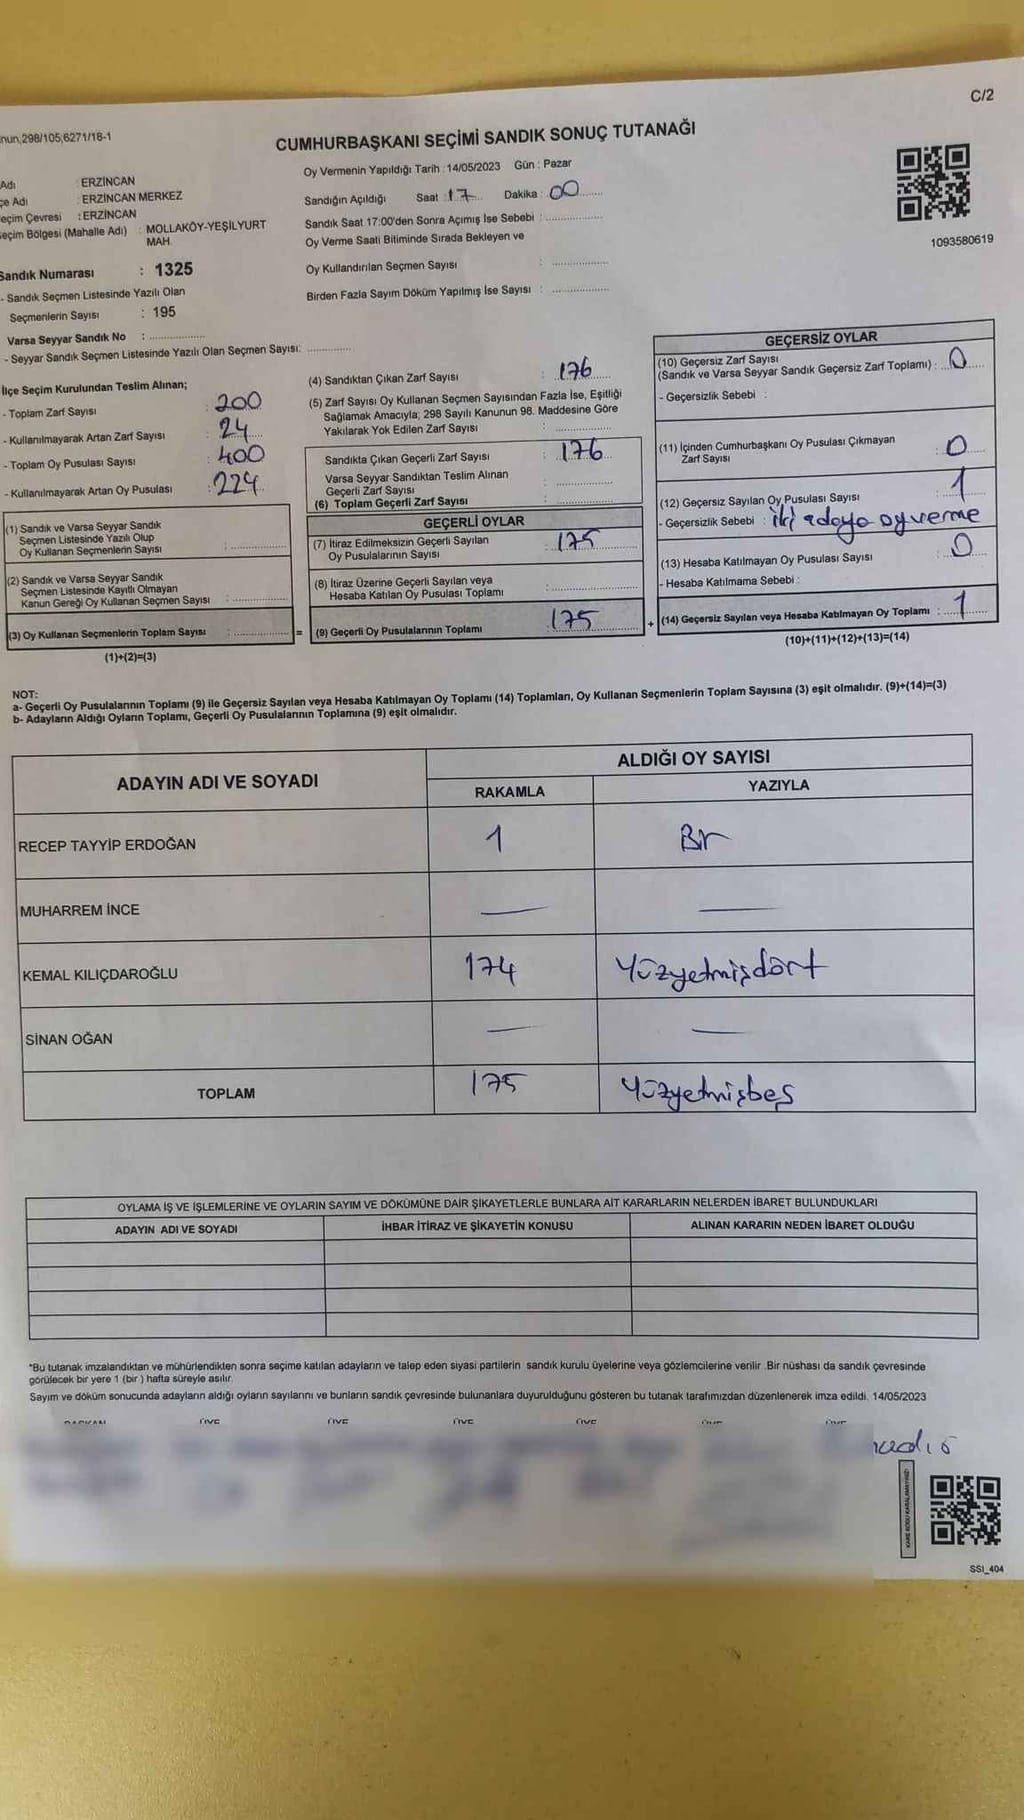 C/2
nun,298/105,6271/18-1
CUMHURBAŞKANI SEÇİMİ SANDIK SONUÇ TUTANAĞI
Adı : ERZİNCAN
çe Adı : ERZİNCAN MERKEZ
eçim Çevresi : ERZİNCAN
eçim Bölgesi (Mahalle Adı) : MOLLAKÖY-YEŞİLYURT
MAH.
Sandık Numarası : 1325
- Sandık Seçmen Listesinde Yazılı Olan
Seçmenlerin Sayısı : 195
Varsa Seyyar Sandık No :
- Seyyar Sandık Seçmen Listesinde Yazılı Olan Seçmen Sayısı:
Oy Vermenin Yapıldığı Tarih : 14/05/2023 Gün : Pazar
Sandığın Açıldığı Saat : 17 Dakika : 00
Sandık Saat 17:00'den Sonra Açımış İse Sebebi :
Oy Verme Saati Bitiminde Sırada Bekleyen ve
Oy Kullandırılan Seçmen Sayısı :
Birden Fazla Sayım Döküm Yapılmış İse Sayısı :
1093580619
İlçe Seçim Kurulundan Teslim Alınan;
- Toplam Zarf Sayısı : 200
- Kullanılmayarak Artan Zarf Sayısı : 24
- Toplam Oy Pusulası Sayısı : 400
- Kullanılmayarak Artan Oy Pusulası : 224
(1) Sandık ve Varsa Seyyar Sandık
Seçmen Listesinde Yazılı Olup
Oy Kullanan Seçmenlerin Sayısı :
(2) Sandık ve Varsa Seyyar Sandık
Seçmen Listesinde Kayıtlı Olmayan
Kanun Gereği Oy Kullanan Seçmen Sayısı :
(3) Oy Kullanan Seçmenlerin Toplam Sayısı : =
(1)+(2)=(3)
(4) Sandıktan Çıkan Zarf Sayısı : 176
(5) Zarf Sayısı Oy Kullanan Seçmen Sayısından Fazla İse, Eşitliği
Sağlamak Amacıyla; 298 Sayılı Kanunun 98. Maddesine Göre
Yakılarak Yok Edilen Zarf Sayısı :
Sandıkta Çıkan Geçerli Zarf Sayısı : 176
Varsa Seyyar Sandıktan Teslim Alınan
Geçerli Zarf Sayısı :
(6) Toplam Geçerli Zarf Sayısı :
GEÇERLİ OYLAR
(7) İtiraz Edilmeksizin Geçerli Sayılan
Oy Pusulalarının Sayısı : 175
(8) İtiraz Üzerine Geçerli Sayılan veya
Hesaba Katılan Oy Pusulası Toplamı :
(9) Geçerli Oy Pusulalarının Toplamı 175 +
GEÇERSİZ OYLAR
(10) Geçersiz Zarf Sayısı
(Sandık ve Varsa Seyyar Sandık Geçersiz Zarf Toplamı) : 0
- Geçersizlik Sebebi :
(11) İçinden Cumhurbaşkanı Oy Pusulası Çıkmayan
Zarf Sayısı : 0
(12) Geçersiz Sayılan Oy Pusulası Sayısı : 1
- Geçersizlik Sebebi : iki adaya oy verme
(13) Hesaba Katılmayan Oy Pusulası Sayısı : 0
- Hesaba Katılmama Sebebi :
(14) Geçersiz Sayılan veya Hesaba Katılmayan Oy Toplamı : 1
(10)+(11)+(12)+(13)=(14)
NOT:
a- Geçerli Oy Pusulalarının Toplamı (9) ile Geçersiz Sayılan veya Hesaba Katılmayan Oy Toplamı (14) Toplamları, Oy Kullanan Seçmenlerin Toplam Sayısına (3) eşit olmalıdır. (9)+(14)=(3)
b- Adayların Aldığı Oyların Toplamı, Geçerli Oy Pusulalarının Toplamına (9) eşit olmalıdır.
ADAYIN ADI VE SOYADI
ALDIĞI OY SAYISI
RAKAMLA YAZIYLA
RECEP TAYYİP ERDOĞAN 1 Bir
MUHARREM İNCE — —
KEMAL KILIÇDAROĞLU 174 Yüzyetmişdört
SİNAN OĞAN — —
TOPLAM 175 Yüzyetmişbeş
OYLAMA İŞ VE İŞLEMLERİNE VE OYLARIN SAYIM VE DÖKÜMÜNE DAİR ŞİKAYETLERLE BUNLARA AİT KARARLARIN NELERDEN İBARET BULUNDUKLARI
ADAYIN ADI VE SOYADI İHBAR İTİRAZ VE ŞİKAYETİN KONUSU ALINAN KARARIN NEDEN İBARET OLDUĞU
*Bu tutanak imzalandıktan ve mühürlendikten sonra seçime katılan adayların ve talep eden siyasi partilerin sandık kurulu üyelerine veya gözlemcilerine verilir .Bir nüshası da sandık çevresinde
görülecek bir yere 1 (bir ) hafta süreyle asılır.
Sayım ve döküm sonucunda adayların aldığı oyların sayılarını ve bunların sandık çevresinde bulunanlara duyurulduğunu gösteren bu tutanak tarafımızdan düzenlenerek imza edildi. 14/05/2023
BAŞKAN ÜYE ÜYE ÜYE ÜYE ÜYE ÜYE
KARE KODU KARALAMAYINIZ!
SSI_404